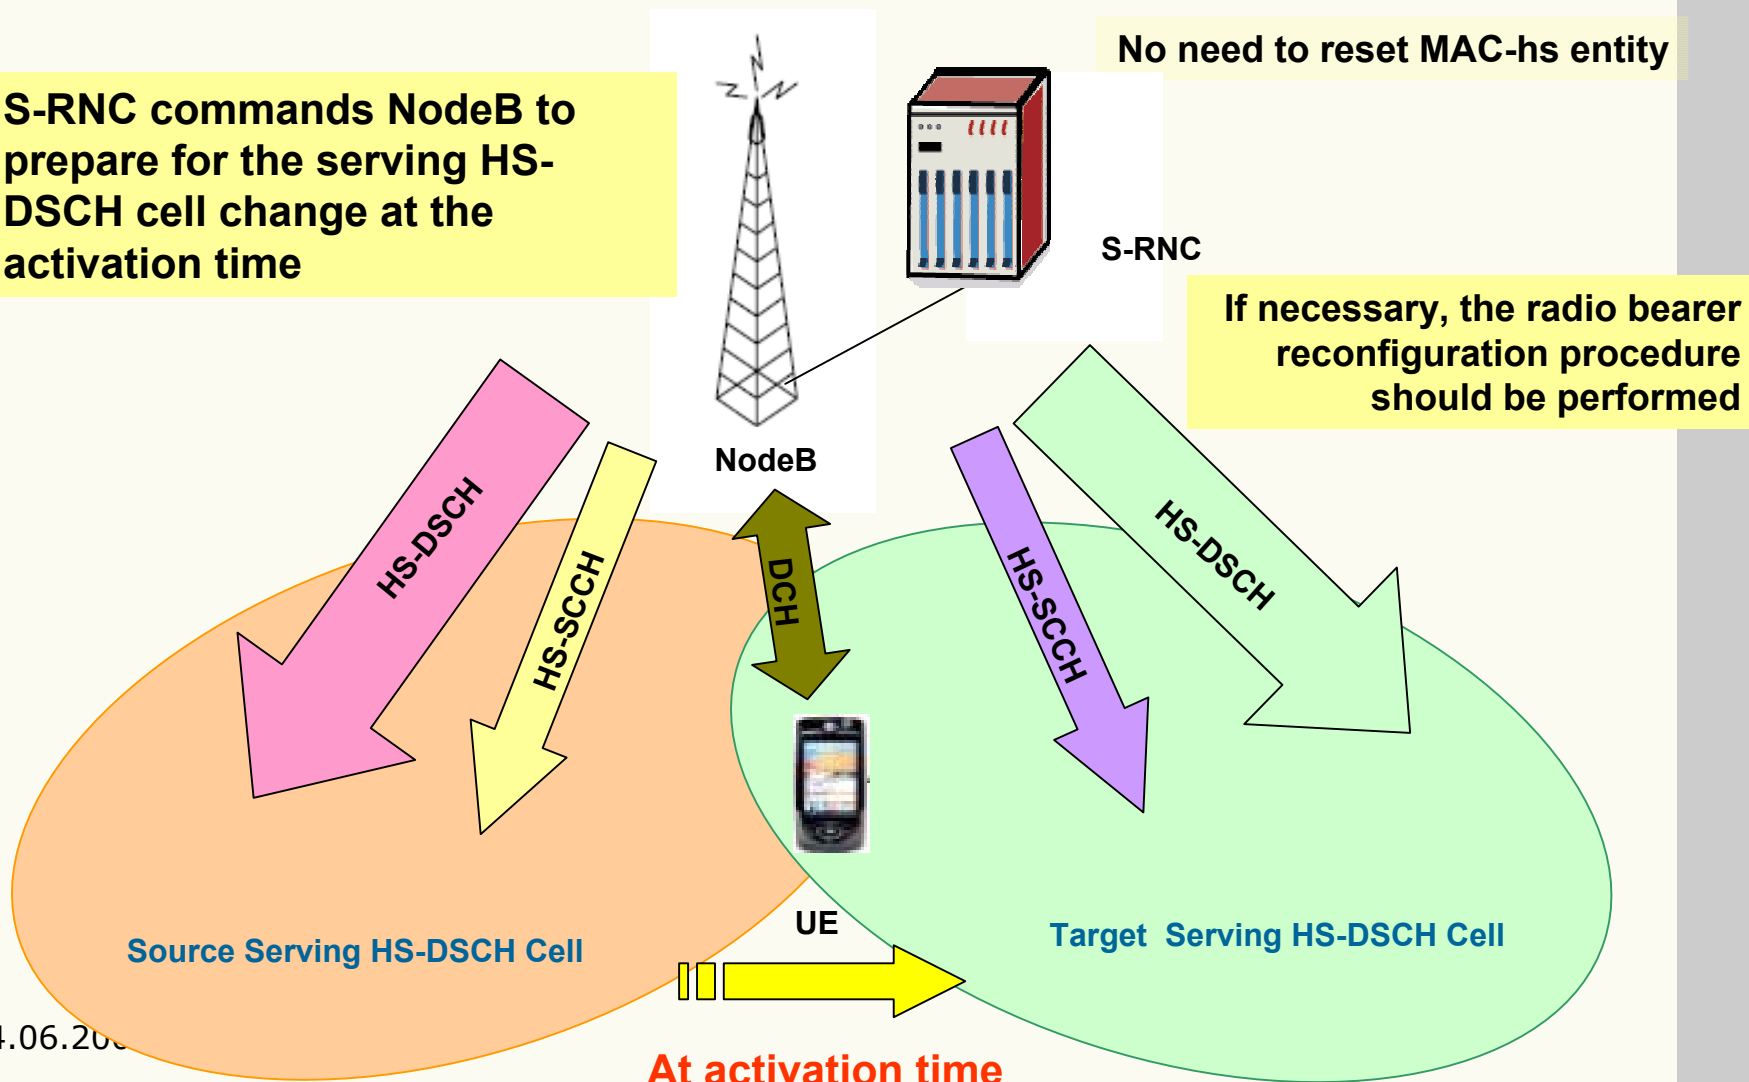 No need to reset MAC-hs entity
S-RNC commands NodeB to
prepare for the serving HS-
DSCH cell change at the
activation time
S-RNC
If necessary, the radio bearer
reconfiguration procedure
should be performed
NodeB
HS-DSCH
HS-SCCH
DCH
HS-SCCH
HS-DSCH
UE
Source Serving HS-DSCH Cell
Target Serving HS-DSCH Cell
At activation time